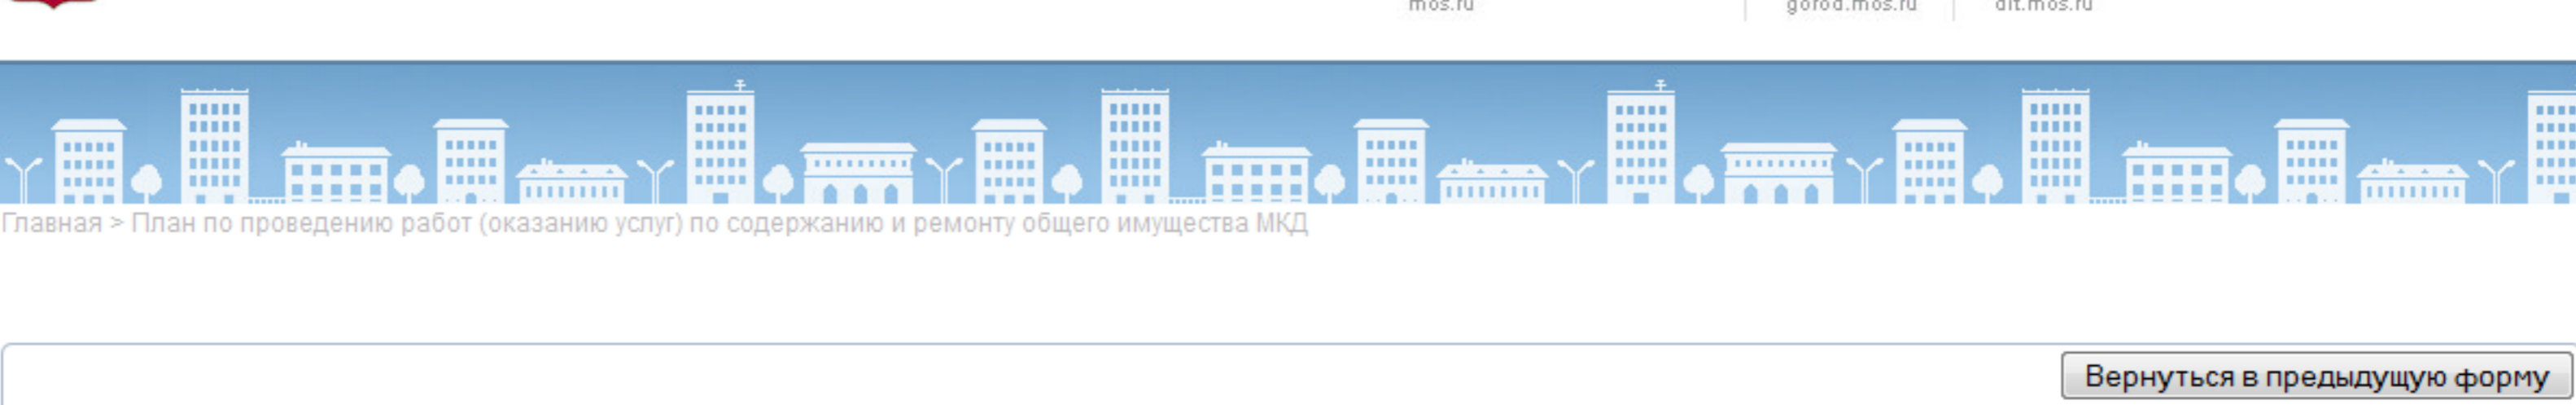 mos.ru gorod.mos.ru dit.mos.ru
Главная > План по проведению работ (оказанию услуг) по содержанию и ремонту общего имущества МКД
Вернуться в предыдущую форму